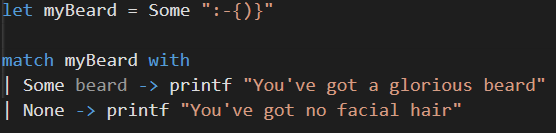 let myBeard = Some ":-{)}"
match myBeard with
| Some beard -> printf "You've got a glorious beard"
| None -> printf "You've got no facial hair"